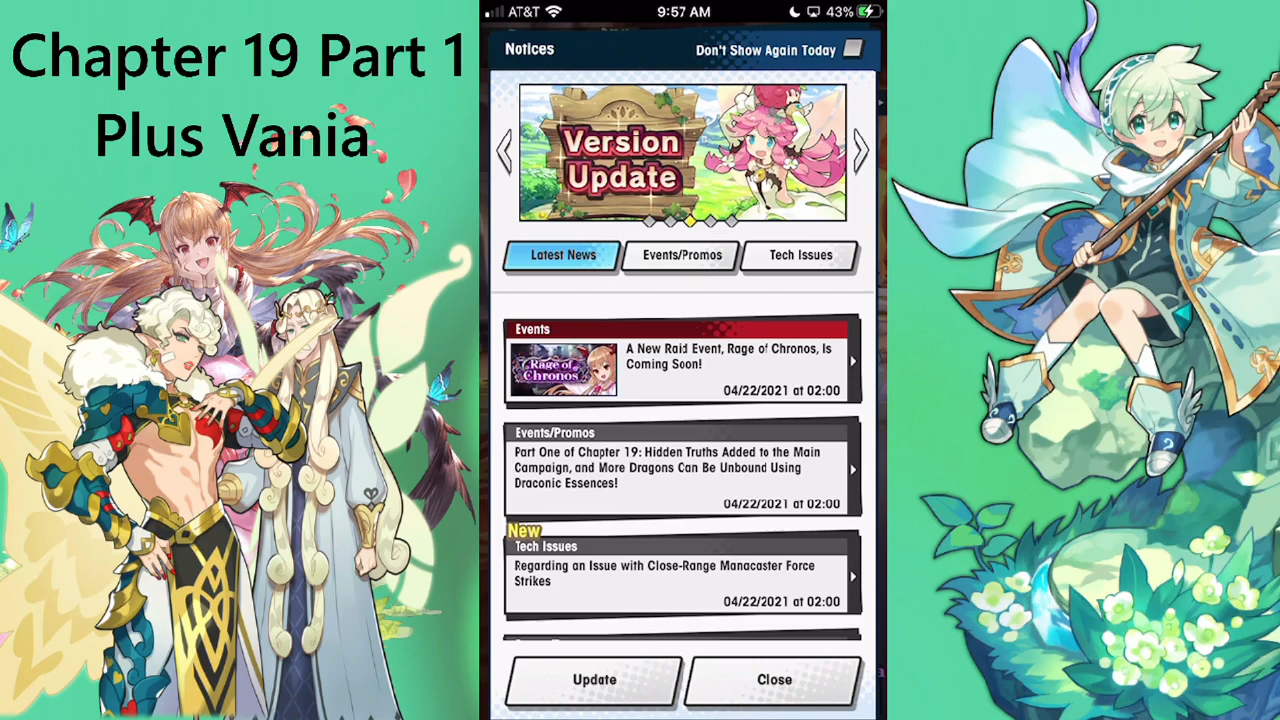 Chapter 19 Part 1
Plus Vania
AT&T
9:57 AM
43%
Notices
Don't Show Again Today
Version
Update
Latest News
Events/Promos
Tech Issues
Events
Rage of
Chronos
A New Raid Event, Rage of Chronos, Is
Coming Soon!
04/22/2021 at 02:00
Events/Promos
Part One of Chapter 19: Hidden Truths Added to the Main
Campaign, and More Dragons Can Be Unbound Using
Draconic Essences!
04/22/2021 at 02:00
New
Tech Issues
Regarding an Issue with Close-Range Manacaster Force
Strikes
04/22/2021 at 02:00
Update
Close